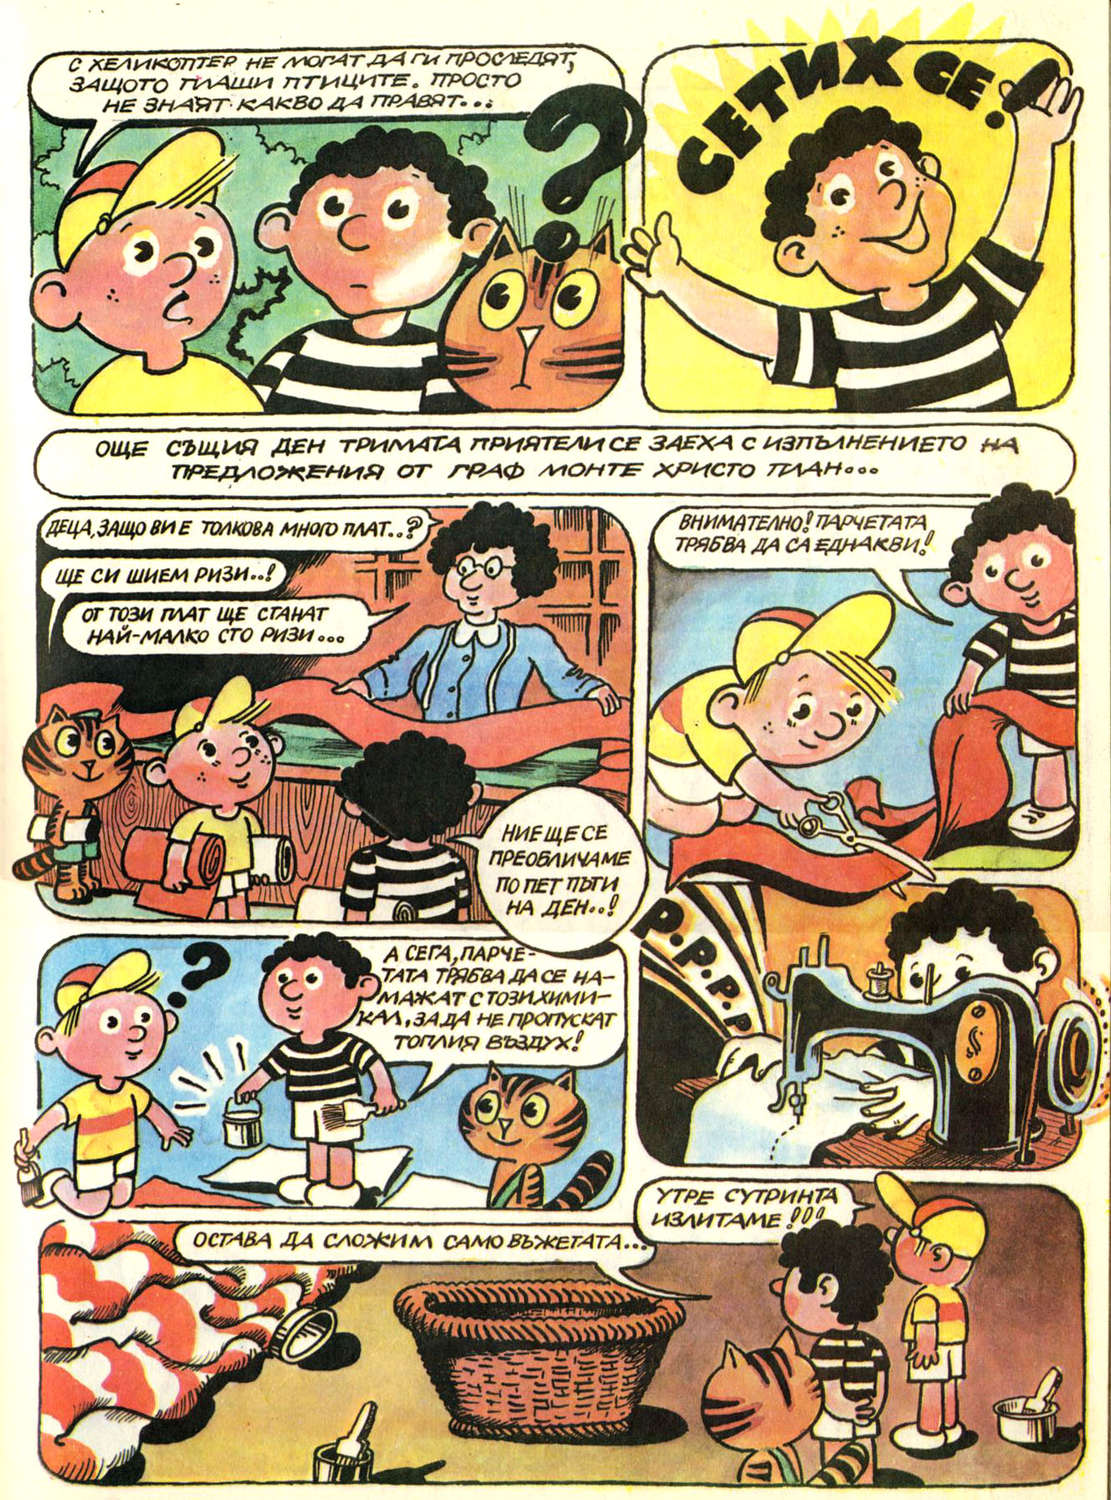 С ХЕЛИКОПТЕР НЕ МОГАТ ДА ГИ ПРОСЛЕДЯТ,
ЗАЩОТО ПЛАШИ ПТИЦИТЕ. ПРОСТО
НЕ ЗНАЯТ КАКВО ДА ПРАВЯТ...
?
СЕТИХ СЕ!
ОЩЕ СЪЩИЯ ДЕН ТРИМАТА ПРИЯТЕЛИ СЕ ЗАЕХА С ИЗПЪЛНЕНИЕТО НА
ПРЕДЛОЖЕНИЯ ОТ ГРАФ МОНТЕ ХРИСТО ПЛАН...
ДЕЦА, ЗАЩО ВИ Е ТОЛКОВА МНОГО ПЛАТ..?
ЩЕ СИ ШИЕМ РИЗИ..!
ОТ ТОЗИ ПЛАТ ЩЕ СТАНАТ
НАЙ-МАЛКО СТО РИЗИ...
НИЕ ЩЕ СЕ
ПРЕОБЛИЧАМЕ
ПО ПЕТ ПЪТИ
НА ДЕН..!
ВНИМАТЕЛНО! ПАРЧЕТАТА
ТРЯБВА ДА СА ЕДНАКВИ!
?
А СЕГА, ПАРЧЕ-
ТАТА ТРЯБВА ДА СЕ НА-
МАЖАТ С ТОЗИ ХИМИ-
КАЛ, ЗА ДА НЕ ПРОПУСКАТ
ТОПЛИЯ ВЪЗДУХ!
Р.Р.Р.Р
S
ОСТАВА ДА СЛОЖИМ САМО ВЪЖЕТАТА...
УТРЕ СУТРИНТА
ИЗЛИТАМЕ!!!